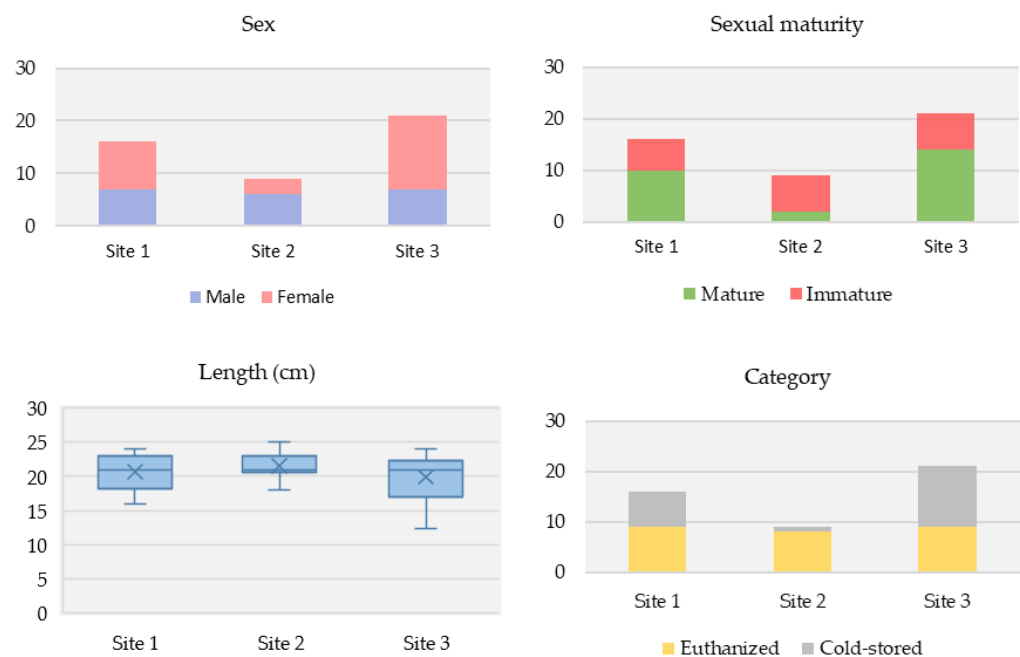 Sex
30
20
10
0
Site 1 Site 2 Site 3
Male Female
Sexual maturity
30
20
10
0
Site 1 Site 2 Site 3
Mature Immature
Length (cm)
30
25
20
15
10
5
0
Site 1 Site 2 Site 3
Category
30
20
10
0
Site 1 Site 2 Site 3
Euthanized Cold-stored